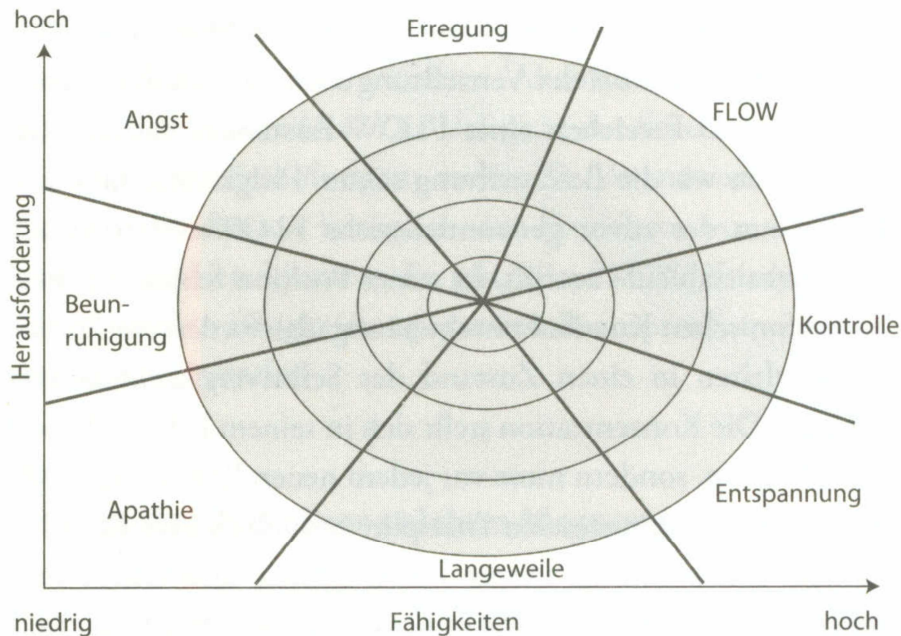 hoch
Erregung
Angst
FLOW
Herausforderung
Beun-
ruhigung
Kontrolle
Apathie
Entspannung
Langeweile
niedrig
Fähigkeiten
hoch